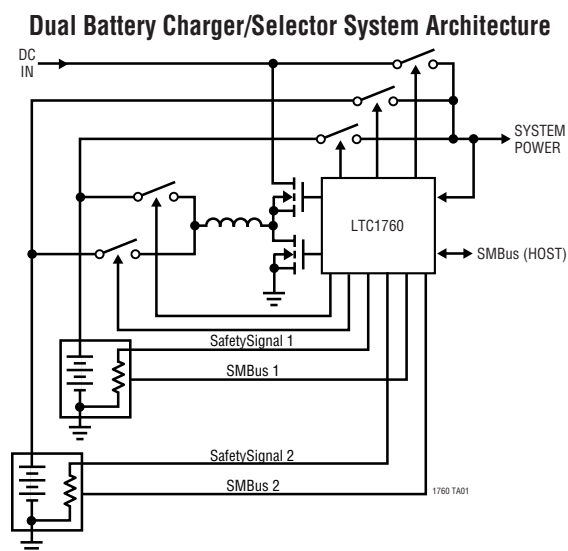 Dual Battery Charger/Selector System Architecture
DC
IN
SYSTEM
POWER
LTC1760
SMBus (HOST)
SafetySignal 1
SMBus 1
SafetySignal 2
SMBus 2
1760 TA01